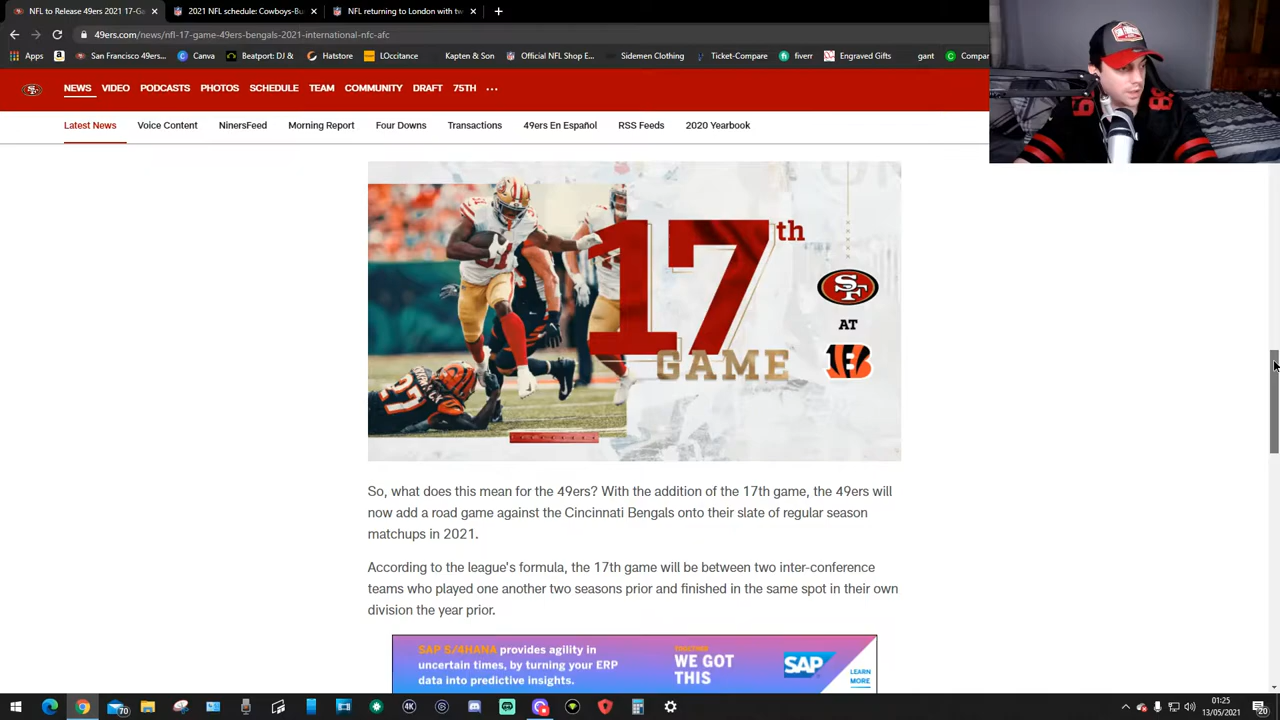 NFL to Release 49ers 2021 17-Ga
2021 NFL schedule: Cowboys-Bu
NFL returning to London with tw
49ers.com/news/nfl-17-game-49ers-bengals-2021-international-nfc-afc
Apps San Francisco 49ers... Canva Beatport: DJ & Hatstore LOccitance Kapten & Son Official NFL Shop E... Sidemen Clothing Ticket-Compare fiverr Engraved Gifts gant Compar
NEWS VIDEO PODCASTS PHOTOS SCHEDULE TEAM COMMUNITY DRAFT 75TH ...
Latest News Voice Content NinersFeed Morning Report Four Downs Transactions 49ers En Español RSS Feeds 2020 Yearbook
17th
GAME
SF
AT
B
31
27
So, what does this mean for the 49ers? With the addition of the 17th game, the 49ers will
now add a road game against the Cincinnati Bengals onto their slate of regular season
matchups in 2021.
According to the league's formula, the 17th game will be between two inter-conference
teams who played one another two seasons prior and finished in the same spot in their own
division the year prior.
SAP S/4HANA provides agility in
uncertain times, by turning your ERP
data into predictive insights.
WE GOT
THIS
SAP
LEARN
MORE
70
01:25
13/05/2021
20